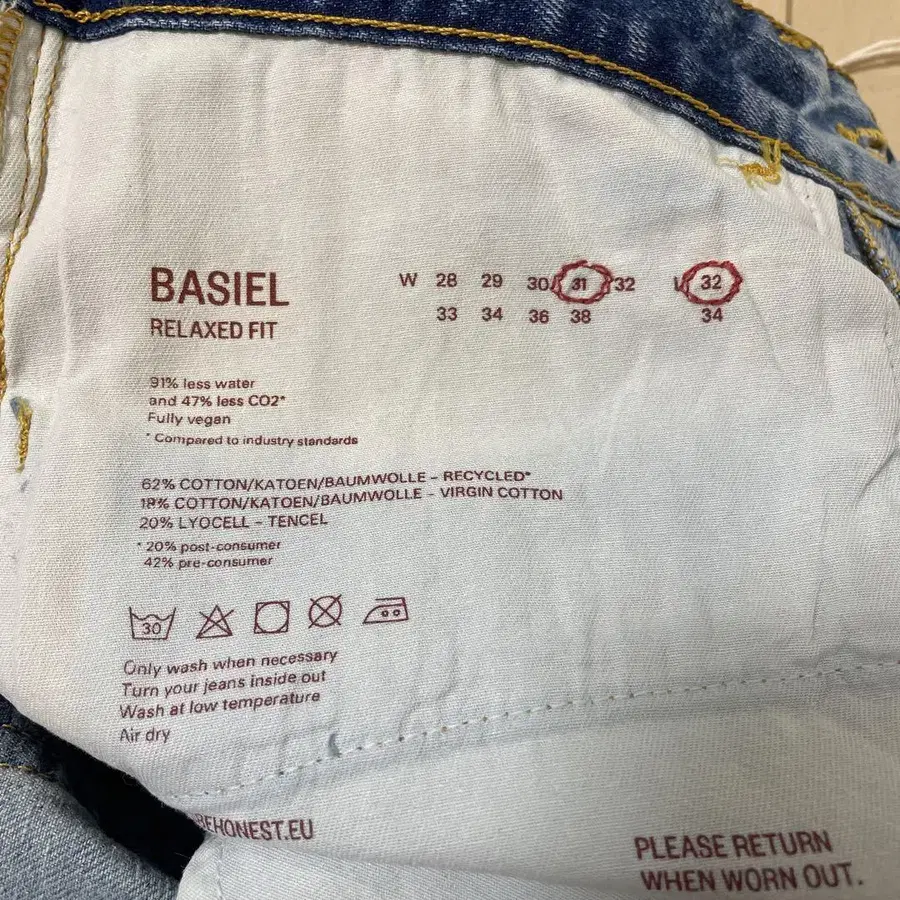 BASIEL
RELAXED FIT
W 28 29 30 31 32 L 32
33 34 36 38 34
91% less water
and 47% less CO2*
Fully vegan
* Compared to industry standards
62% COTTON/KATOEN/BAUMWOLLE – RECYCLED*
18% COTTON/KATOEN/BAUMWOLLE – VIRGIN COTTON
20% LYOCELL – TENCEL
* 20% post-consumer
42% pre-consumer
30
Only wash when necessary
Turn your jeans inside out
Wash at low temperature
Air dry
BEHONEST.EU
PLEASE RETURN
WHEN WORN OUT.